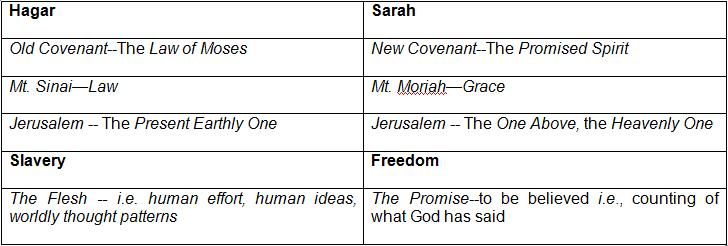 Hagar
Sarah
Old Covenant--The Law of Moses
New Covenant--The Promised Spirit
Mt. Sinai—Law
Mt. Moriah—Grace
Jerusalem -- The Present Earthly One
Jerusalem -- The One Above, the Heavenly One
Slavery
Freedom
The Flesh -- i.e. human effort, human ideas,
worldly thought patterns
The Promise--to be believed i.e., counting of
what God has said